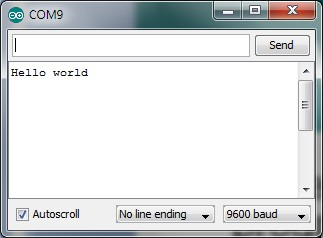 COM9
Send
Hello world
Autoscroll
No line ending
9600 baud